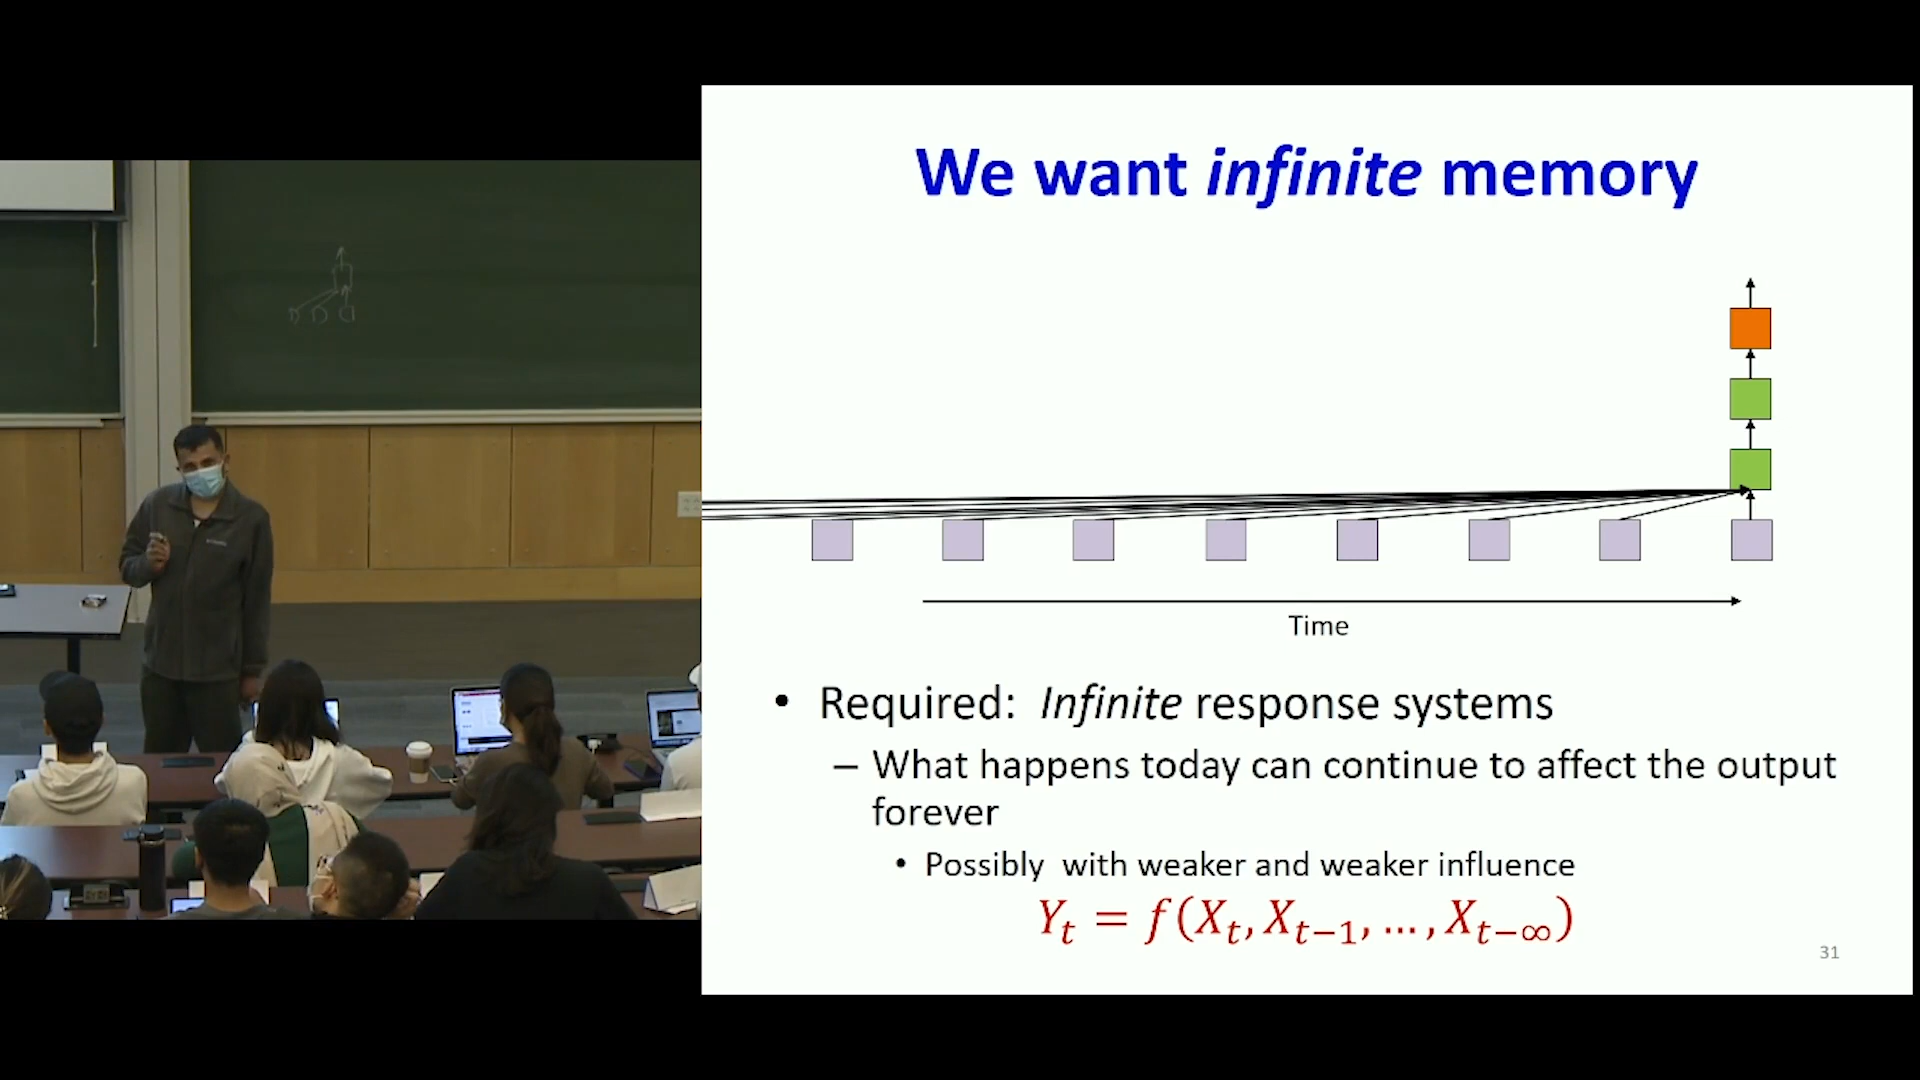 We want infinite memory
Time
• Required: Infinite response systems
– What happens today can continue to affect the output
forever
• Possibly with weaker and weaker influence
Y_t = f(X_t, X_{t−1}, … , X_{t−∞})
31